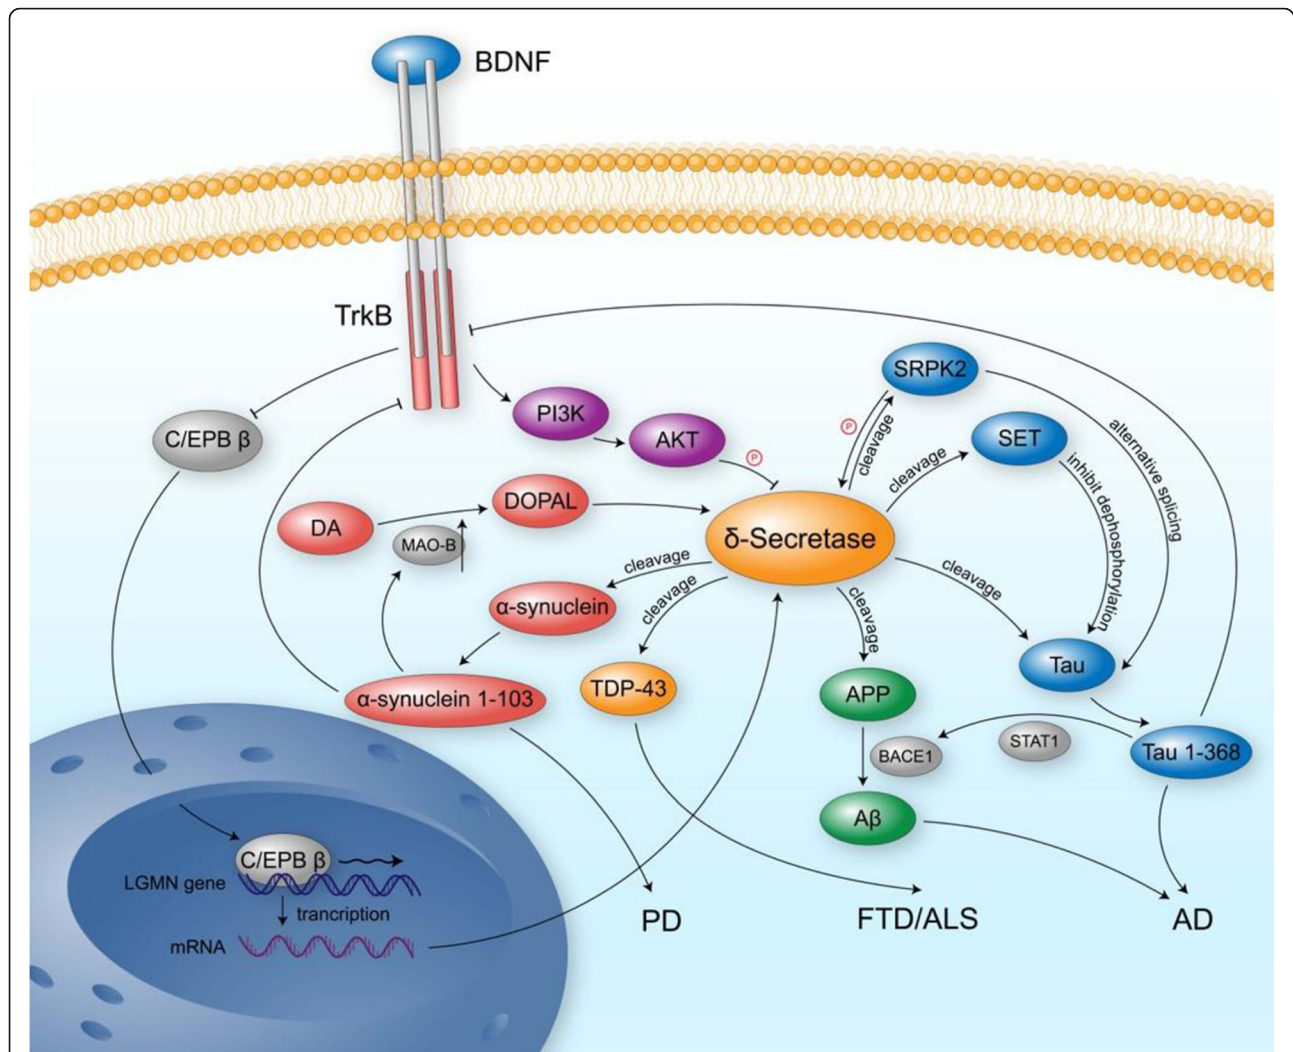 BDNF
TrkB
SRPK2
PI3K
C/EPB β
AKT
P
P
cleavage
SET
cleavage
alternative splicing
inhibit dephosphorylation
DOPAL
DA
MAO-B
δ-Secretase
cleavage
cleavage
cleavage
cleavage
α-synuclein
Tau
α-synuclein 1-103
TDP-43
APP
STAT1
BACE1
Tau 1-368
Aβ
C/EPB β
LGMN gene
trancription
mRNA
PD
FTD/ALS
AD